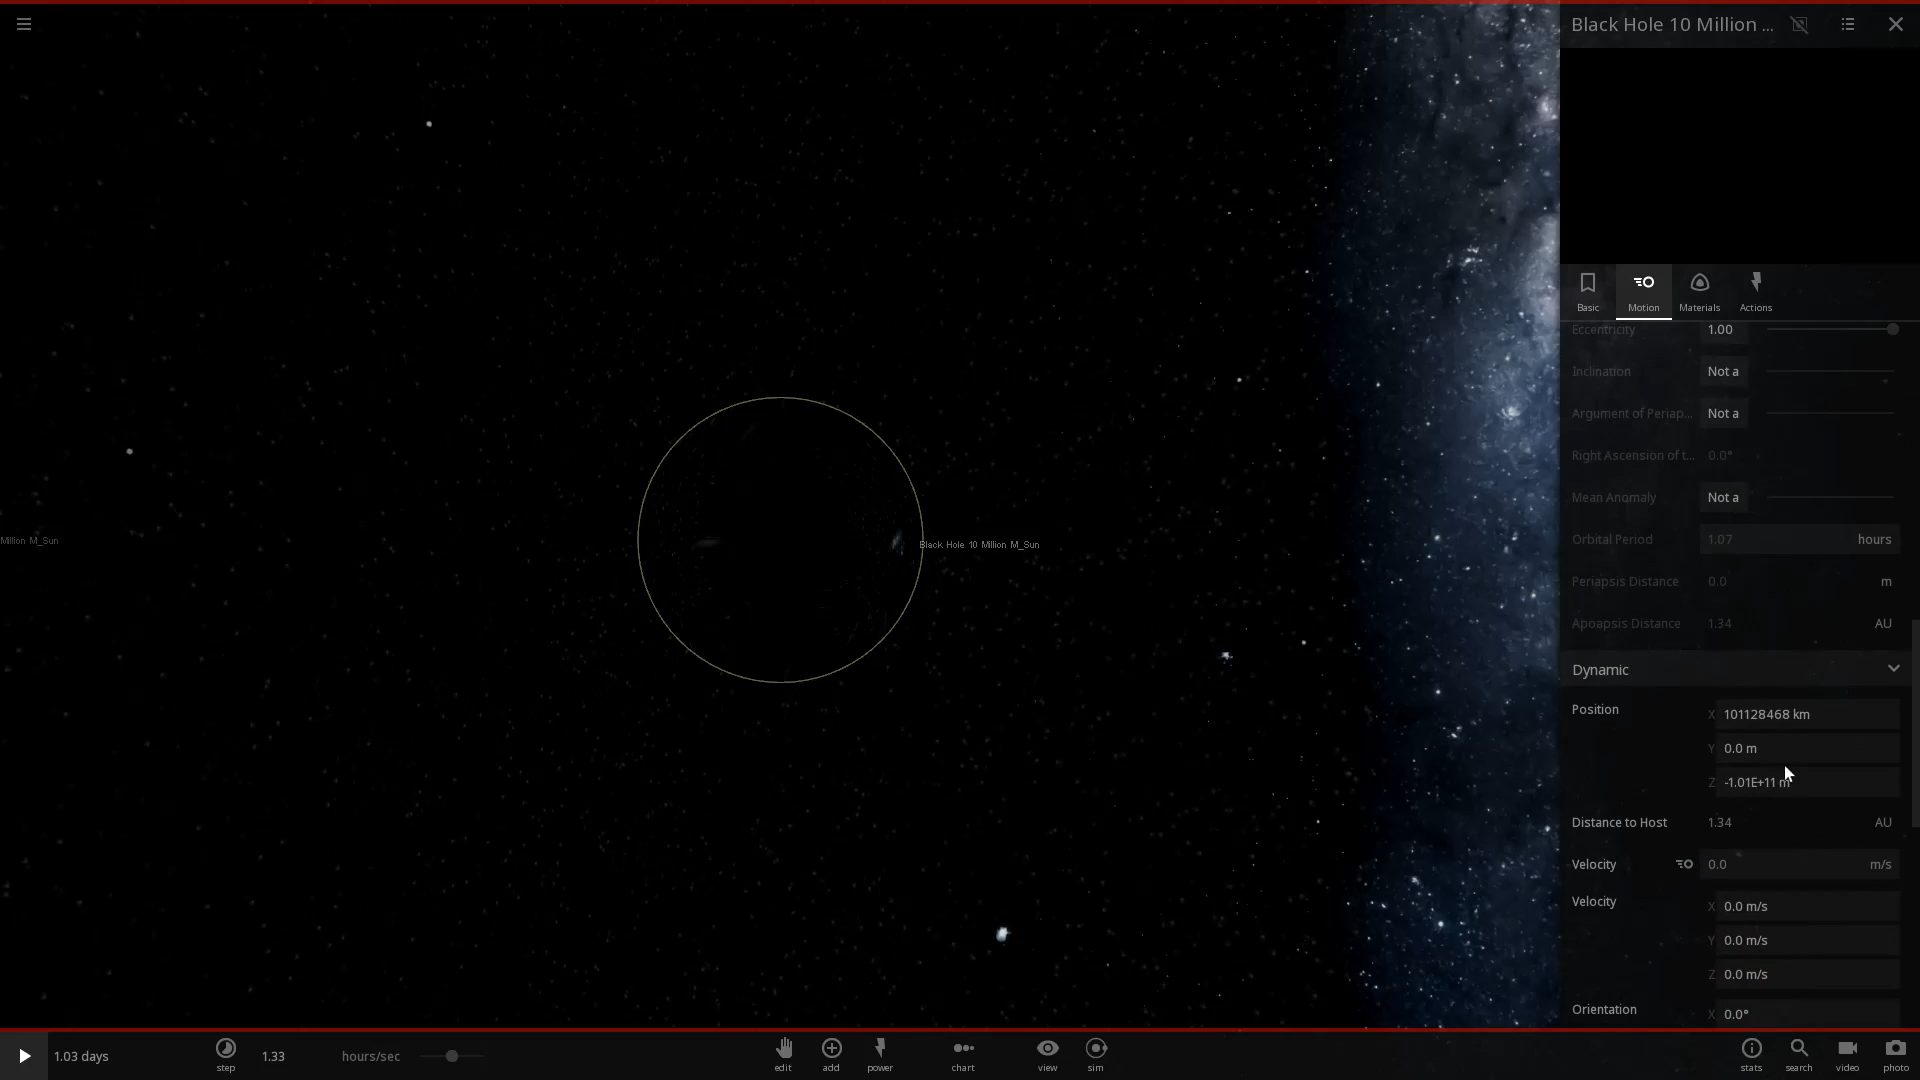 Black Hole 10 Million ...
Basic
Motion
Materials
Actions
Eccentricity 1.00
Inclination Not a
Argument of Periap... Not a
Right Ascension of t... 0.0°
Mean Anomaly Not a
Orbital Period 1.07 hours
Periapsis Distance 0.0 m
Apoapsis Distance 1.34 AU
Dynamic
Position X 101128468 km
Y 0.0 m
Z -1.01E+11 m
Distance to Host 1.34 AU
Velocity 0.0 m/s
Velocity X 0.0 m/s
Y 0.0 m/s
Z 0.0 m/s
Orientation X 0.0°
Million M_Sun
Black Hole 10 Million M_Sun
1.03 days
step
1.33 hours/sec
edit
add
power
chart
view
sim
stats
search
video
photo